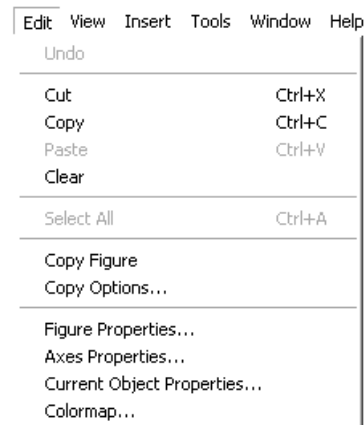 Edit View Insert Tools Window Help
Undo
Cut Ctrl+X
Copy Ctrl+C
Paste Ctrl+V
Clear
Select All Ctrl+A
Copy Figure
Copy Options...
Figure Properties...
Axes Properties...
Current Object Properties...
Colormap...